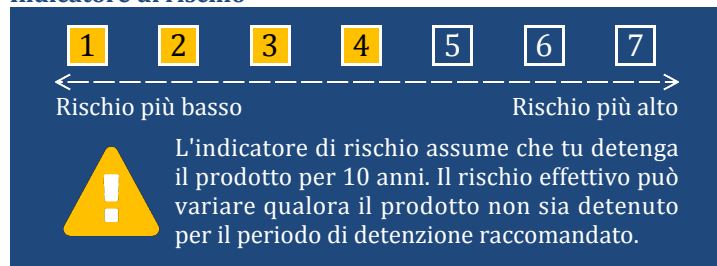 Indicatore di rischio
1 2 3 4 5 6 7
Rischio più basso Rischio più alto
L'indicatore di rischio assume che tu detenga
il prodotto per 10 anni. Il rischio effettivo può
variare qualora il prodotto non sia detenuto
per il periodo di detenzione raccomandato.